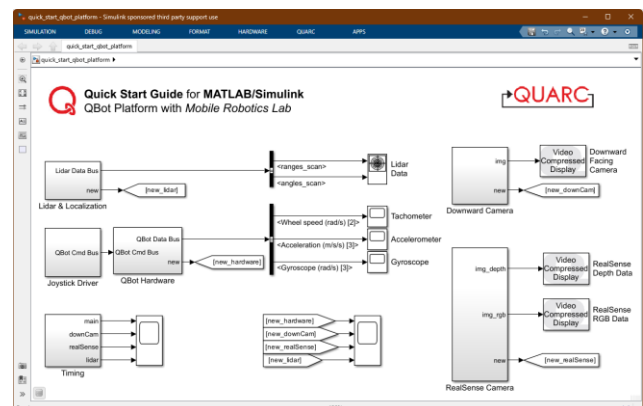 quick_start_qbot_platform - Simulink sponsored third party support use
SIMULATION DEBUG MODELING FORMAT HARDWARE QUARC APPS
quick_start_qbot_platform
quick_start_qbot_platform
Quick Start Guide for MATLAB/Simulink
QBot Platform with Mobile Robotics Lab
QUARC
Lidar Data Bus
new
[new_lidar]
Lidar & Localization
<ranges_scan>
<angles_scan>
Lidar
Data
img
new
Downward Camera
Video
Compressed
Display
Downward
Facing
Camera
[new_downCam]
QBot Cmd Bus
Joystick Driver
QBot Data Bus
QBot Cmd Bus
new
QBot Hardware
[new_hardware]
<Wheel speed (rad/s) [2]>
<Acceleration (m/s/s) [3]>
<Gyroscope (rad/s) [3]>
Tachometer
Accelerometer
Gyroscope
img_depth
img_rgb
new
RealSense Camera
Video
Compressed
Display
RealSense
Depth Data
Video
Compressed
Display
RealSense
RGB Data
[new_realSense]
main
downCam
realSense
lidar
Timing
[new_hardware]
[new_downCam]
[new_realSense]
[new_lidar]